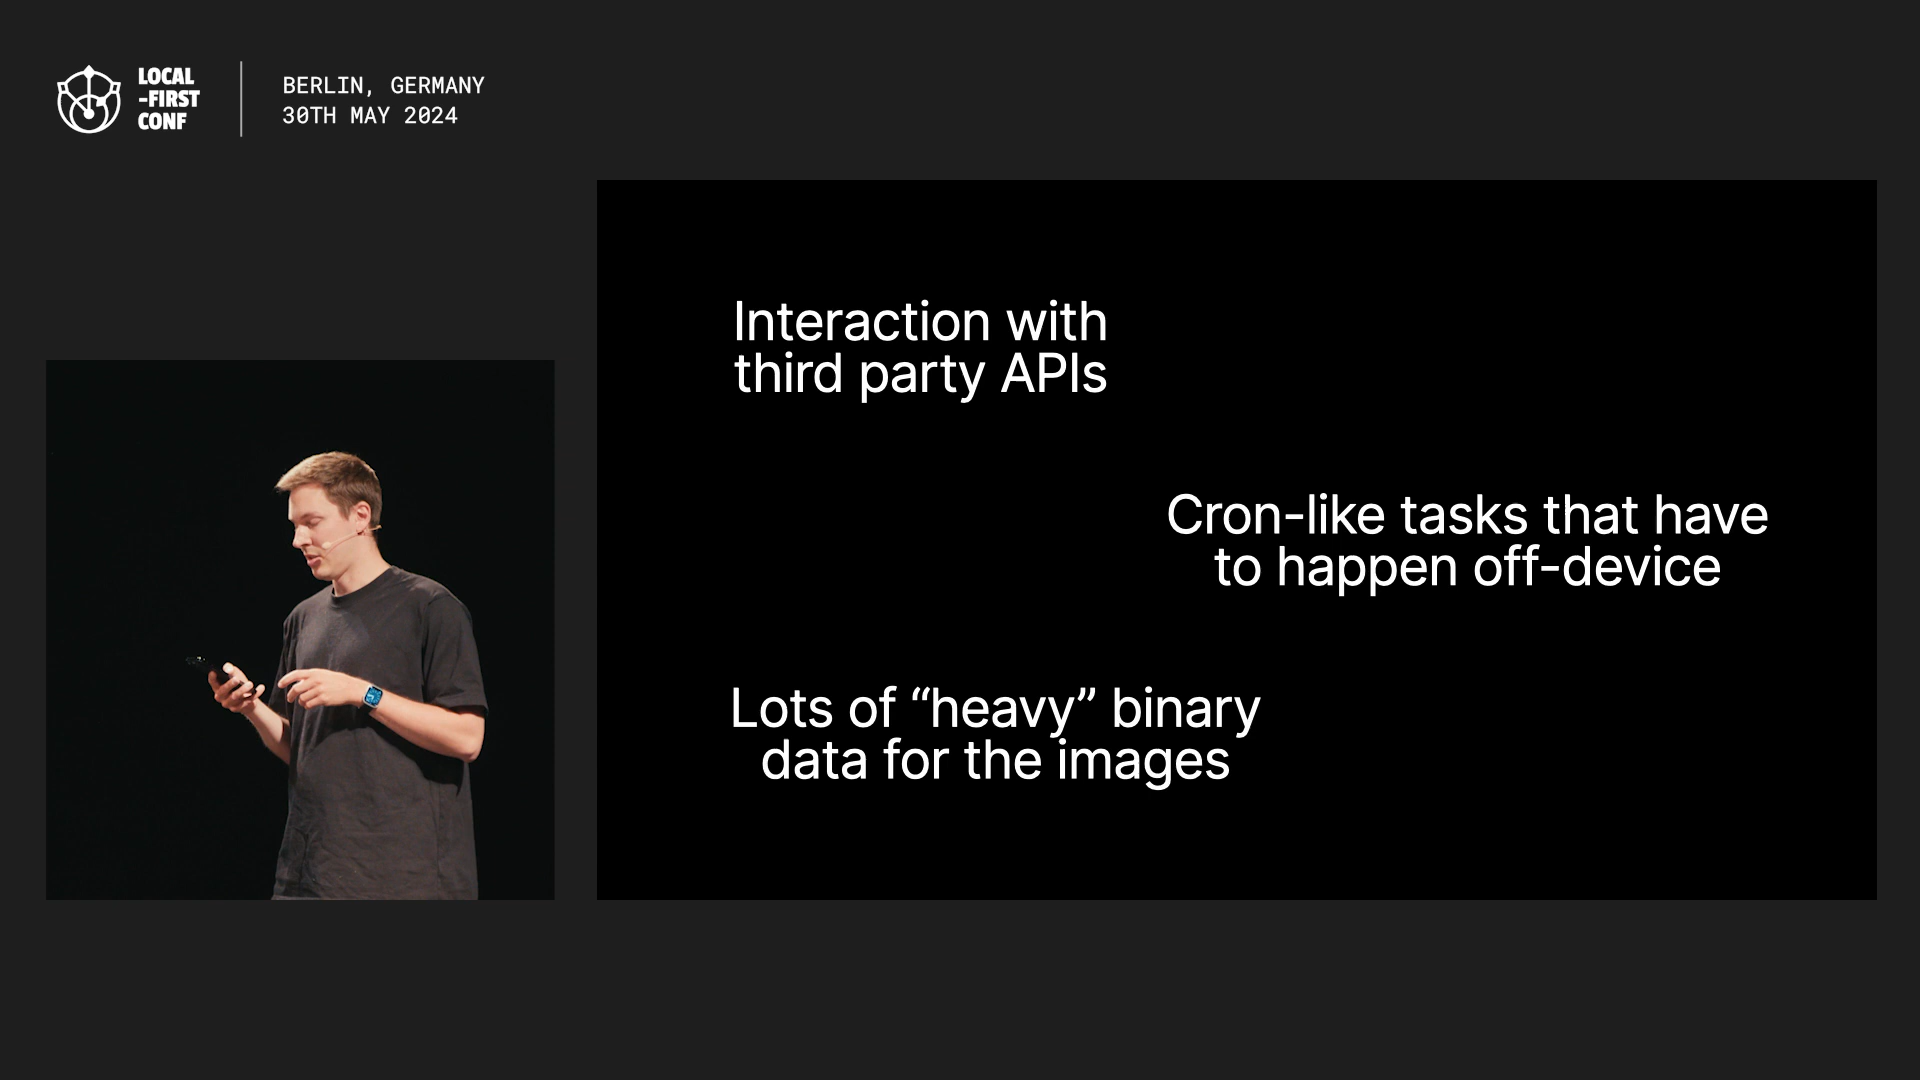 LOCAL
-FIRST
CONF
BERLIN, GERMANY
30TH MAY 2024
Interaction with
third party APIs
Cron-like tasks that have
to happen off-device
Lots of “heavy” binary
data for the images